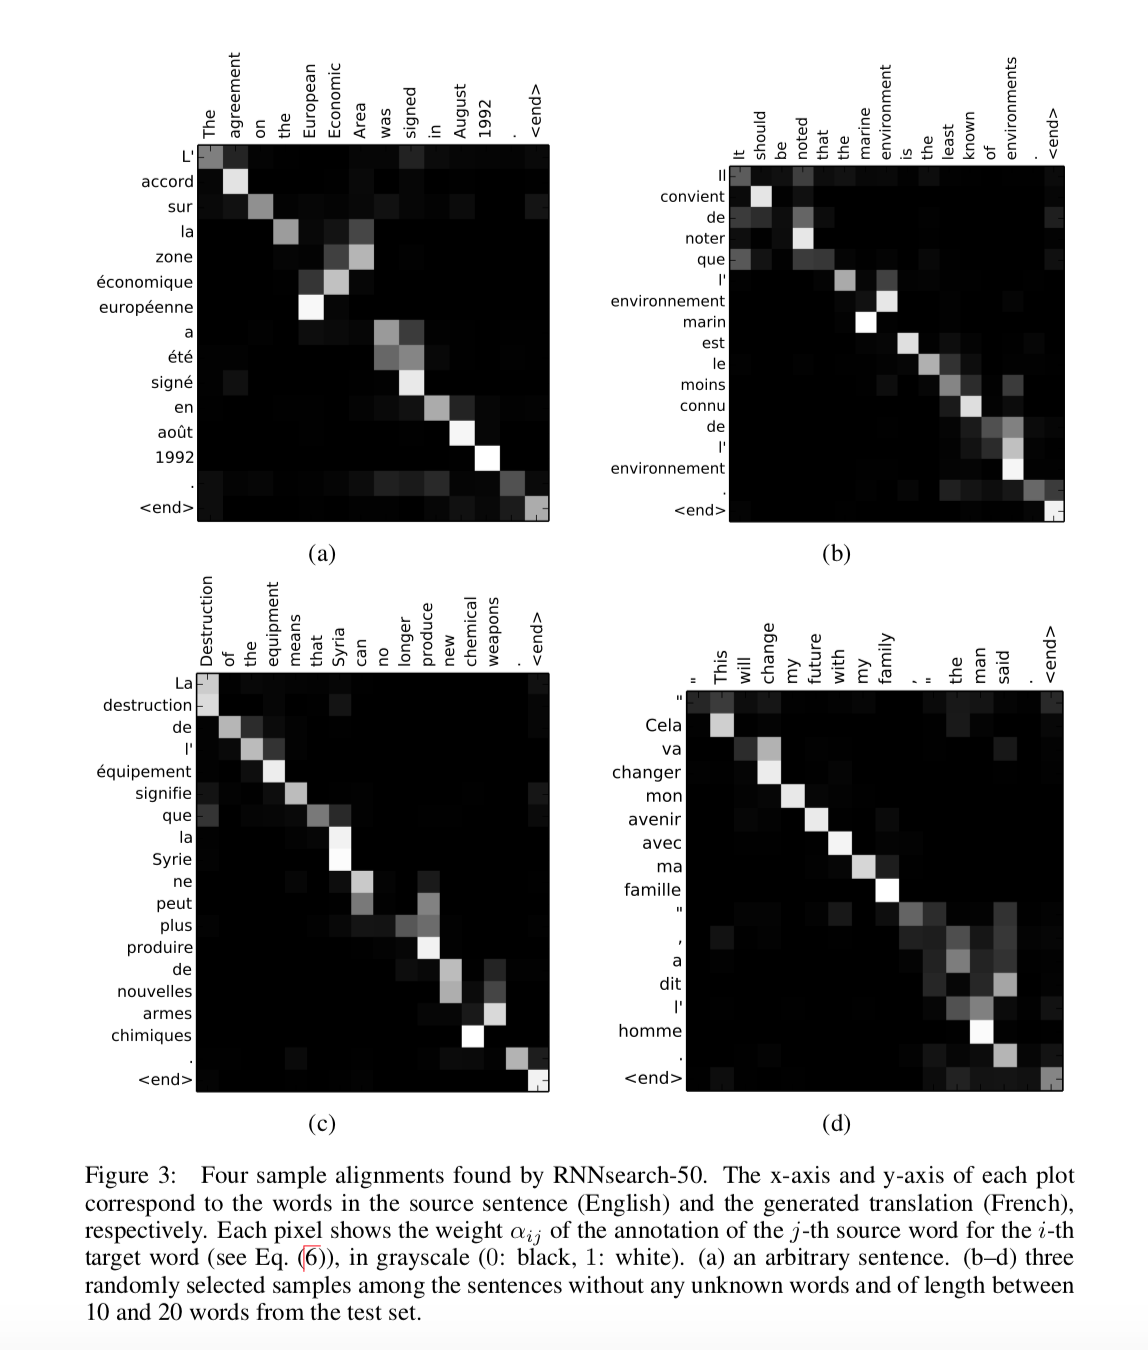 The
agreement
on
the
European
Economic
Area
was
signed
in
August
1992
.
<end>
L'
accord
sur
la
zone
économique
européenne
a
été
signé
en
août
1992
.
<end>
(a)
It
should
be
noted
that
the
marine
environment
is
the
least
known
of
environments
.
<end>
Il
convient
de
noter
que
l'
environnement
marin
est
le
moins
connu
de
l'
environnement
.
<end>
(b)
Destruction
of
the
equipment
means
that
Syria
can
no
longer
produce
new
chemical
weapons
.
<end>
La
destruction
de
l'
équipement
signifie
que
la
Syrie
ne
peut
plus
produire
de
nouvelles
armes
chimiques
.
<end>
(c)
"
This
will
change
my
future
with
my
family
,
"
the
man
said
.
<end>
"
Cela
va
changer
mon
avenir
avec
ma
famille
"
,
a
dit
l'
homme
.
<end>
(d)
Figure 3: Four sample alignments found by RNNsearch-50. The x-axis and y-axis of each plot
correspond to the words in the source sentence (English) and the generated translation (French),
respectively. Each pixel shows the weight αij of the annotation of the j-th source word for the i-th
target word (see Eq. (6)), in grayscale (0: black, 1: white). (a) an arbitrary sentence. (b–d) three
randomly selected samples among the sentences without any unknown words and of length between
10 and 20 words from the test set.